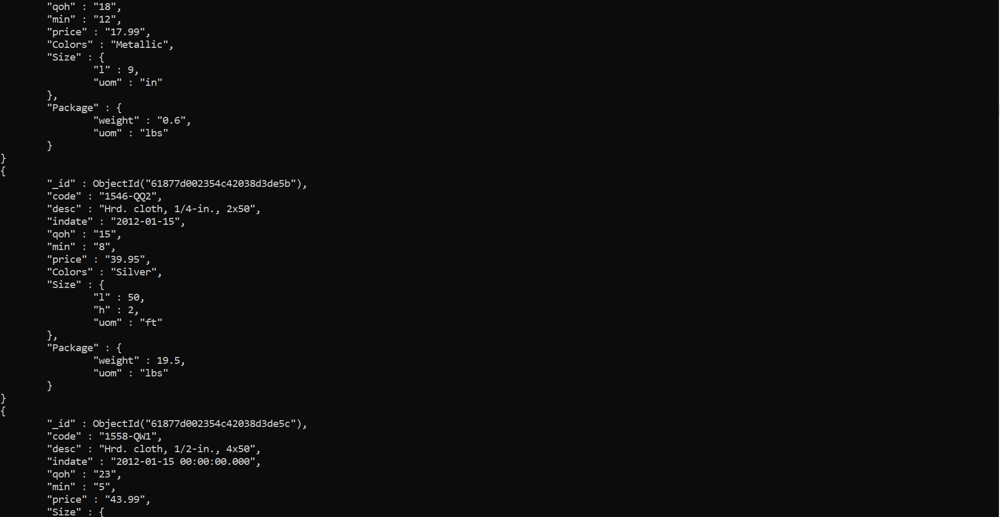 "qoh" : "18",
"min" : "12",
"price" : "17.99",
"Colors" : "Metallic",
"Size" : {
"l" : 9,
"uom" : "in"
},
"Package" : {
"weight" : "0.6",
"uom" : "lbs"
}
}
{
"_id" : ObjectId("61877d002354c42038d3de5b"),
"code" : "1546-QQ2",
"desc" : "Hrd. cloth, 1/4-in., 2x50",
"indate" : "2012-01-15",
"qoh" : "15",
"min" : "8",
"price" : "39.95",
"Colors" : "Silver",
"Size" : {
"l" : 50,
"h" : 2,
"uom" : "ft"
},
"Package" : {
"weight" : 19.5,
"uom" : "lbs"
}
}
{
"_id" : ObjectId("61877d002354c42038d3de5c"),
"code" : "1558-QW1",
"desc" : "Hrd. cloth, 1/2-in., 4x50",
"indate" : "2012-01-15 00:00:00.000",
"qoh" : "23",
"min" : "5",
"price" : "43.99",
"Size" : {